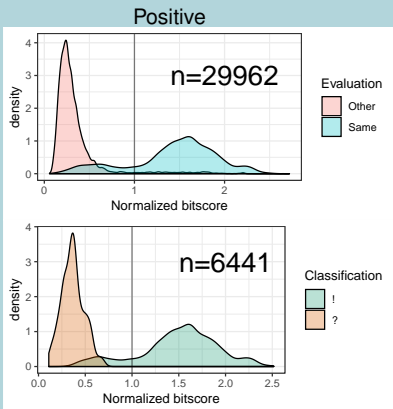 Positive
n=29962
density
4
3
2
1
0
0
1
2
Normalized bitscore
Evaluation
Other
Same
n=6441
density
4
3
2
1
0
0.0
0.5
1.0
1.5
2.0
2.5
Normalized bitscore
Classification
!
?